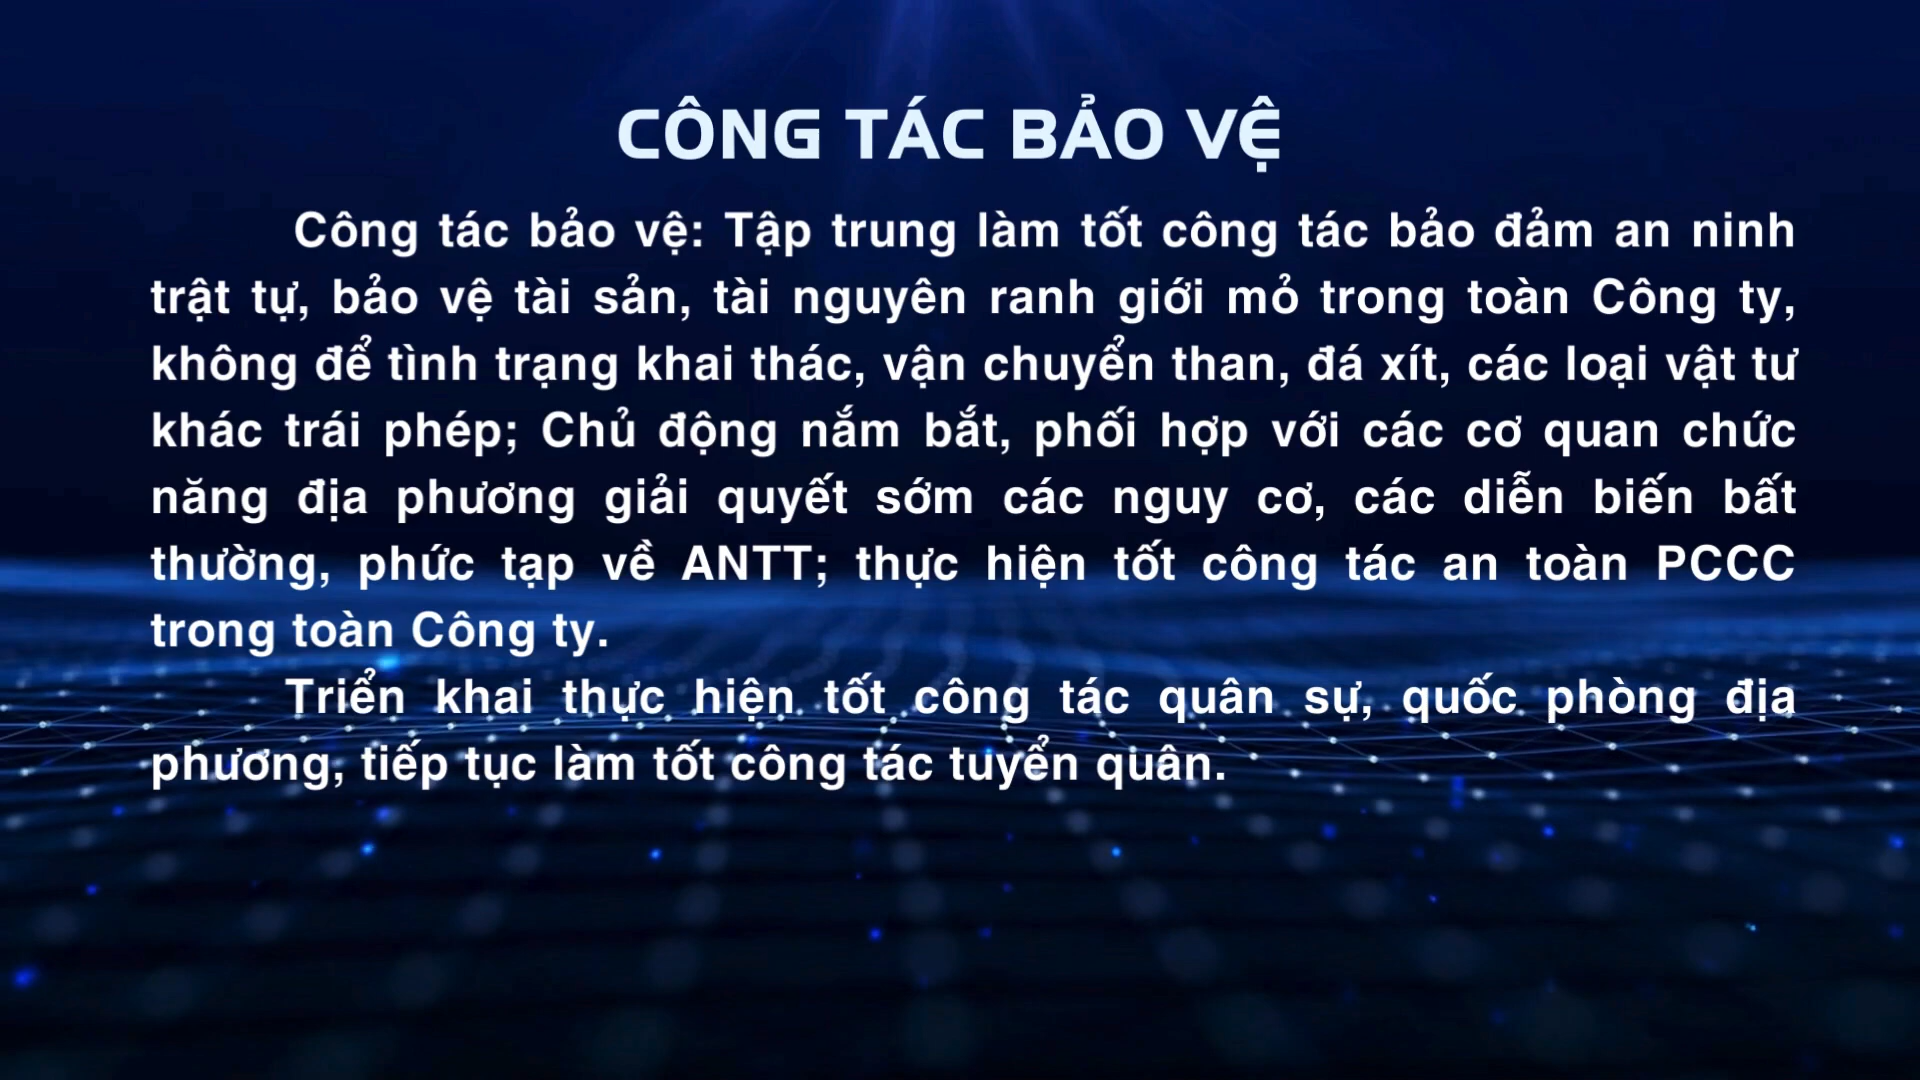 CÔNG TÁC BẢO VỆ
Công tác bảo vệ: Tập trung làm tốt công tác bảo đảm an ninh
trật tự, bảo vệ tài sản, tài nguyên ranh giới mỏ trong toàn Công ty,
không để tình trạng khai thác, vận chuyển than, đá xít, các loại vật tư
khác trái phép; Chủ động nắm bắt, phối hợp với các cơ quan chức
năng địa phương giải quyết sớm các nguy cơ, các diễn biến bất
thường, phức tạp về ANTT; thực hiện tốt công tác an toàn PCCC
trong toàn Công ty.
Triển khai thực hiện tốt công tác quân sự, quốc phòng địa
phương, tiếp tục làm tốt công tác tuyển quân.